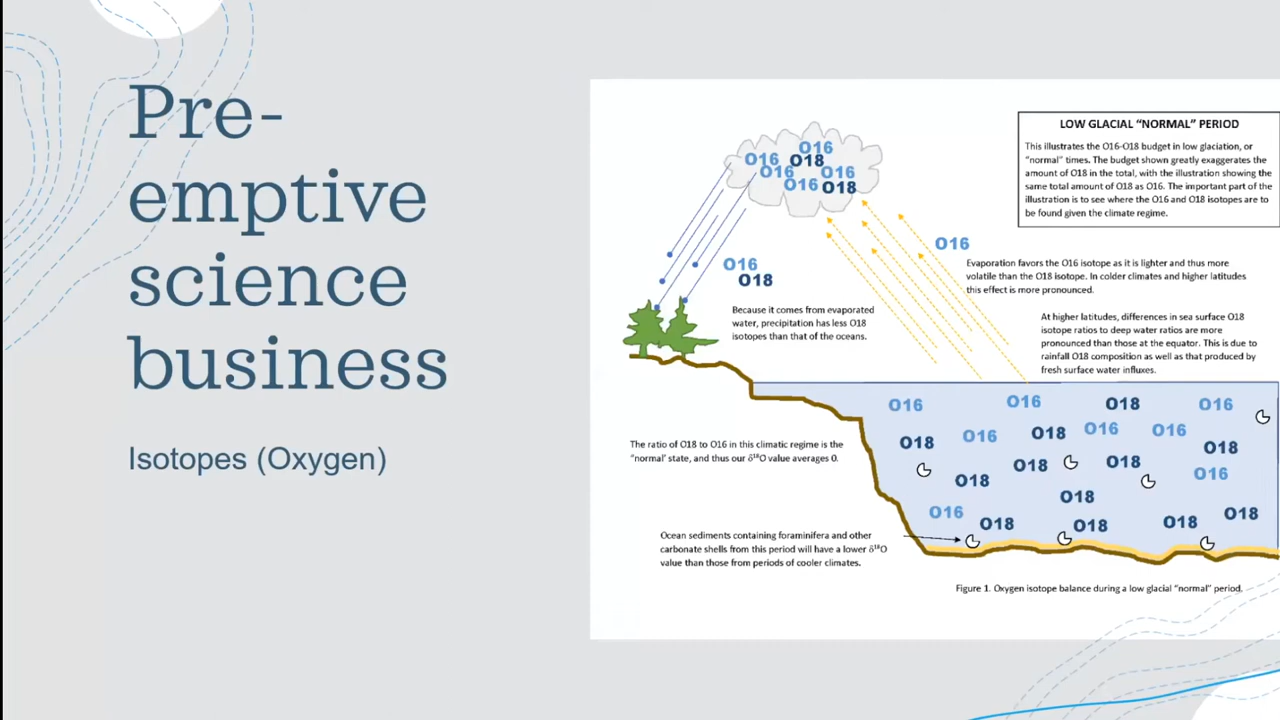 Pre-
emptive
science
business
Isotopes (Oxygen)
LOW GLACIAL “NORMAL” PERIOD
This illustrates the O16-O18 budget in low glaciation, or
“normal” times. The budget shown greatly exaggerates the
amount of O18 in the total, with the illustration showing the
same total amount of O18 as O16. The important part of the
illustration is to see where the O16 and O18 isotopes are to
be found given the climate regime.
O16
O16 O18
O16 O16
O16 O18
O16
Evaporation favors the O16 isotope as it is lighter and thus more
volatile than the O18 isotope. In colder climates and higher latitudes
this effect is more pronounced.
O16
O18
Because it comes from evaporated
water, precipitation has less O18
isotopes than that of the oceans.
At higher latitudes, differences in sea surface O18
isotope ratios to deep water ratios are more
pronounced than those at the equator. This is due to
rainfall O18 composition as well as that produced by
fresh surface water influxes.
O16 O16 O18 O16
O18 O16 O18 O16 O16 O18
O18 O18 O18 O16
O18
O16 O18 O18 O18 O18
The ratio of O18 to O16 in this climatic regime is the
“normal’ state, and thus our δ¹⁸O value averages 0.
Ocean sediments containing foraminifera and other
carbonate shells from this period will have a lower δ¹⁸O
value than those from periods of cooler climates.
Figure 1. Oxygen isotope balance during a low glacial “normal” period.